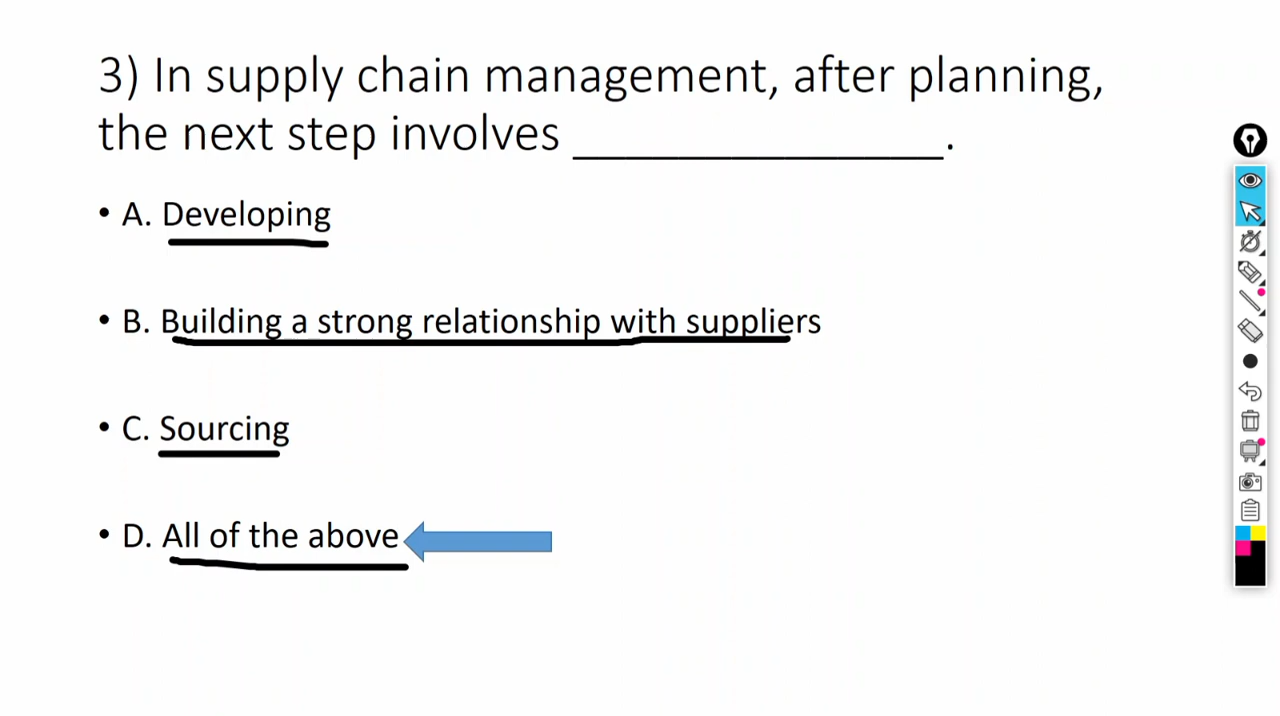 3) In supply chain management, after planning,
the next step involves _______________.
• A. Developing
• B. Building a strong relationship with suppliers
• C. Sourcing
• D. All of the above